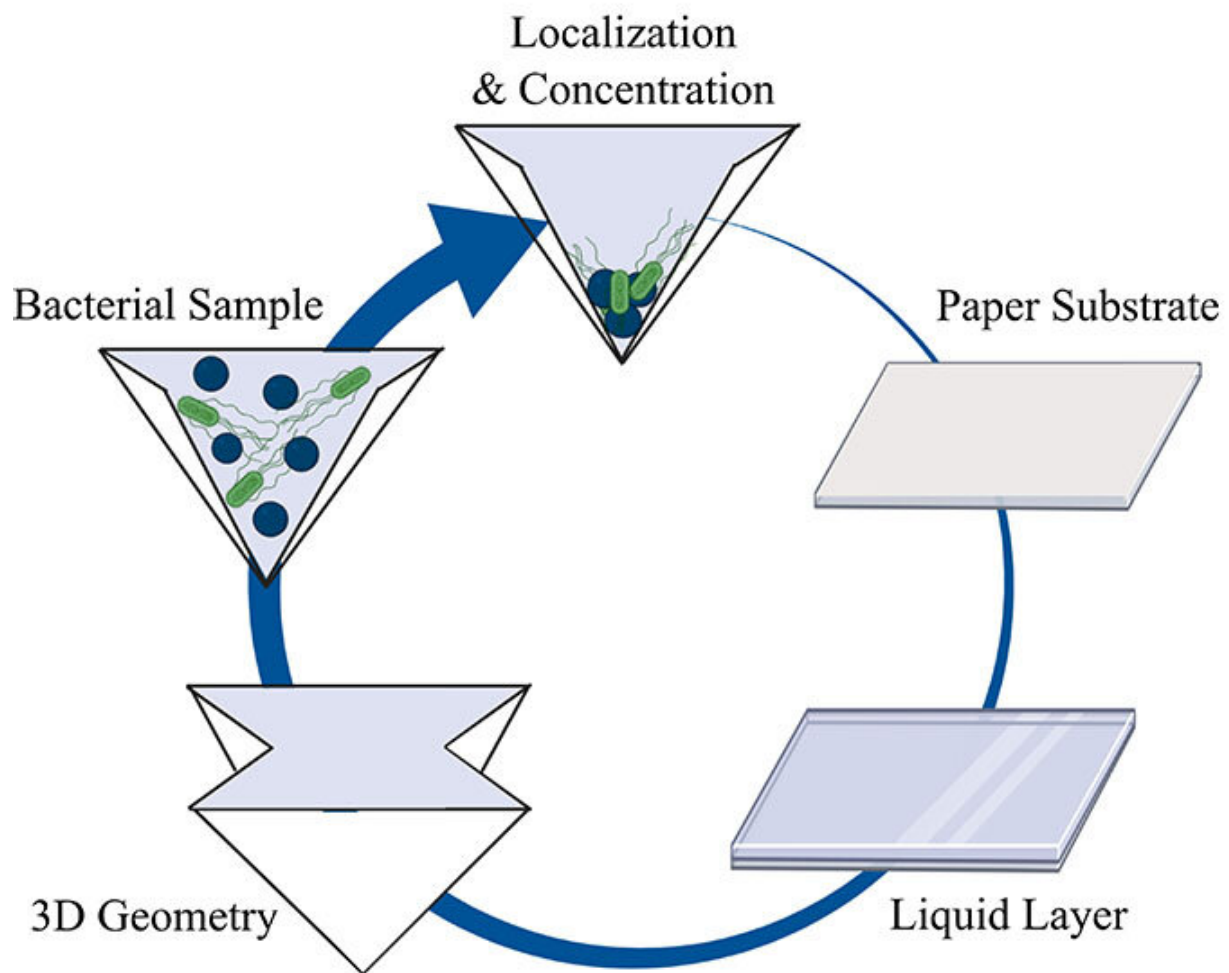 Localization
& Concentration
Bacterial Sample
Paper Substrate
3D Geometry
Liquid Layer